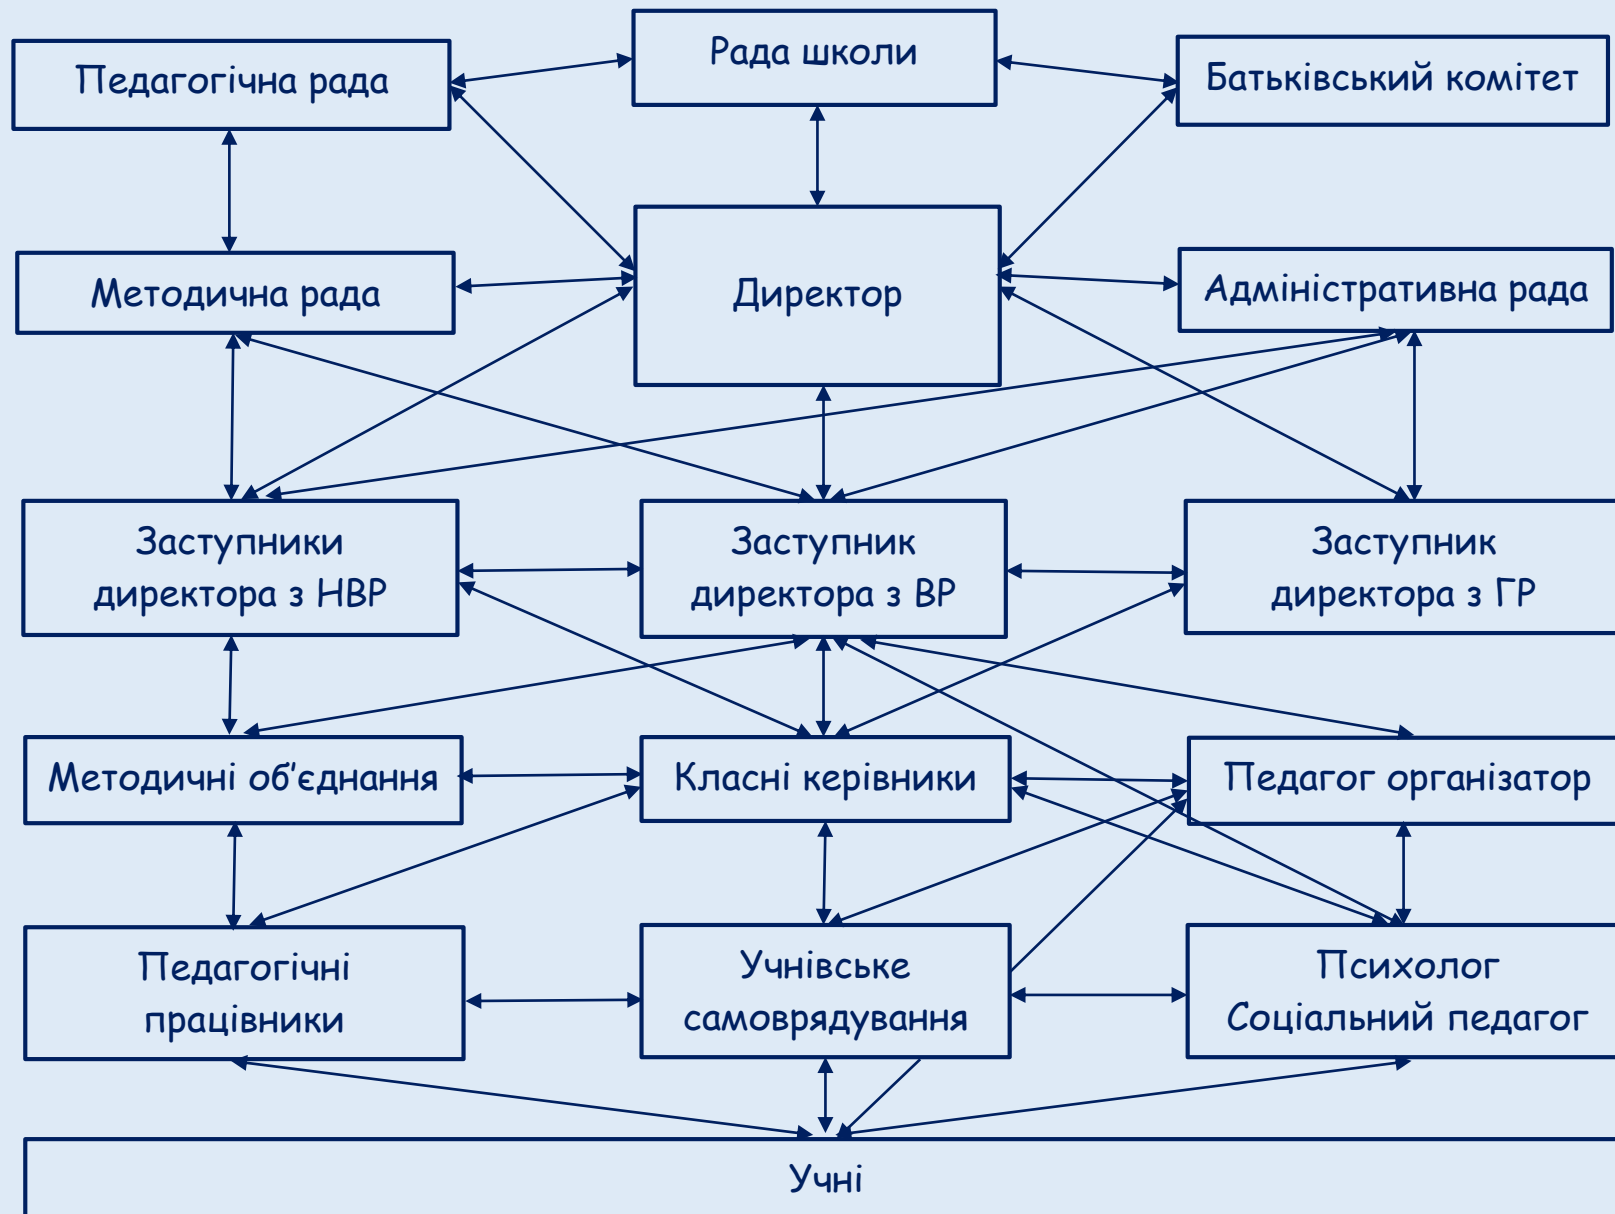 Педагогічна рада
Рада школи
Батьківський комітет
Методична рада
Директор
Адміністративна рада
Заступники
директора з НВР
Заступник
директора з ВР
Заступник
директора з ГР
Методичні об’єднання
Класні керівники
Педагог організатор
Педагогічні
працівники
Учнівське
самоврядування
Психолог
Соціальний педагог
Учні